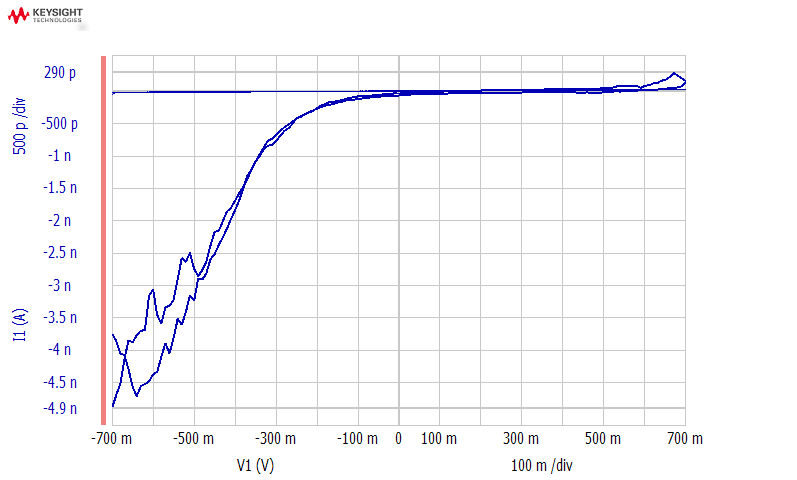 KEYSIGHT
TECHNOLOGIES
290 p
500 p /div
-500 p
-1 n
-1.5 n
-2 n
-2.5 n
-3 n
I1 (A)
-3.5 n
-4 n
-4.5 n
-4.9 n
-700 m -500 m -300 m -100 m 0 100 m 300 m 500 m 700 m
V1 (V) 100 m /div